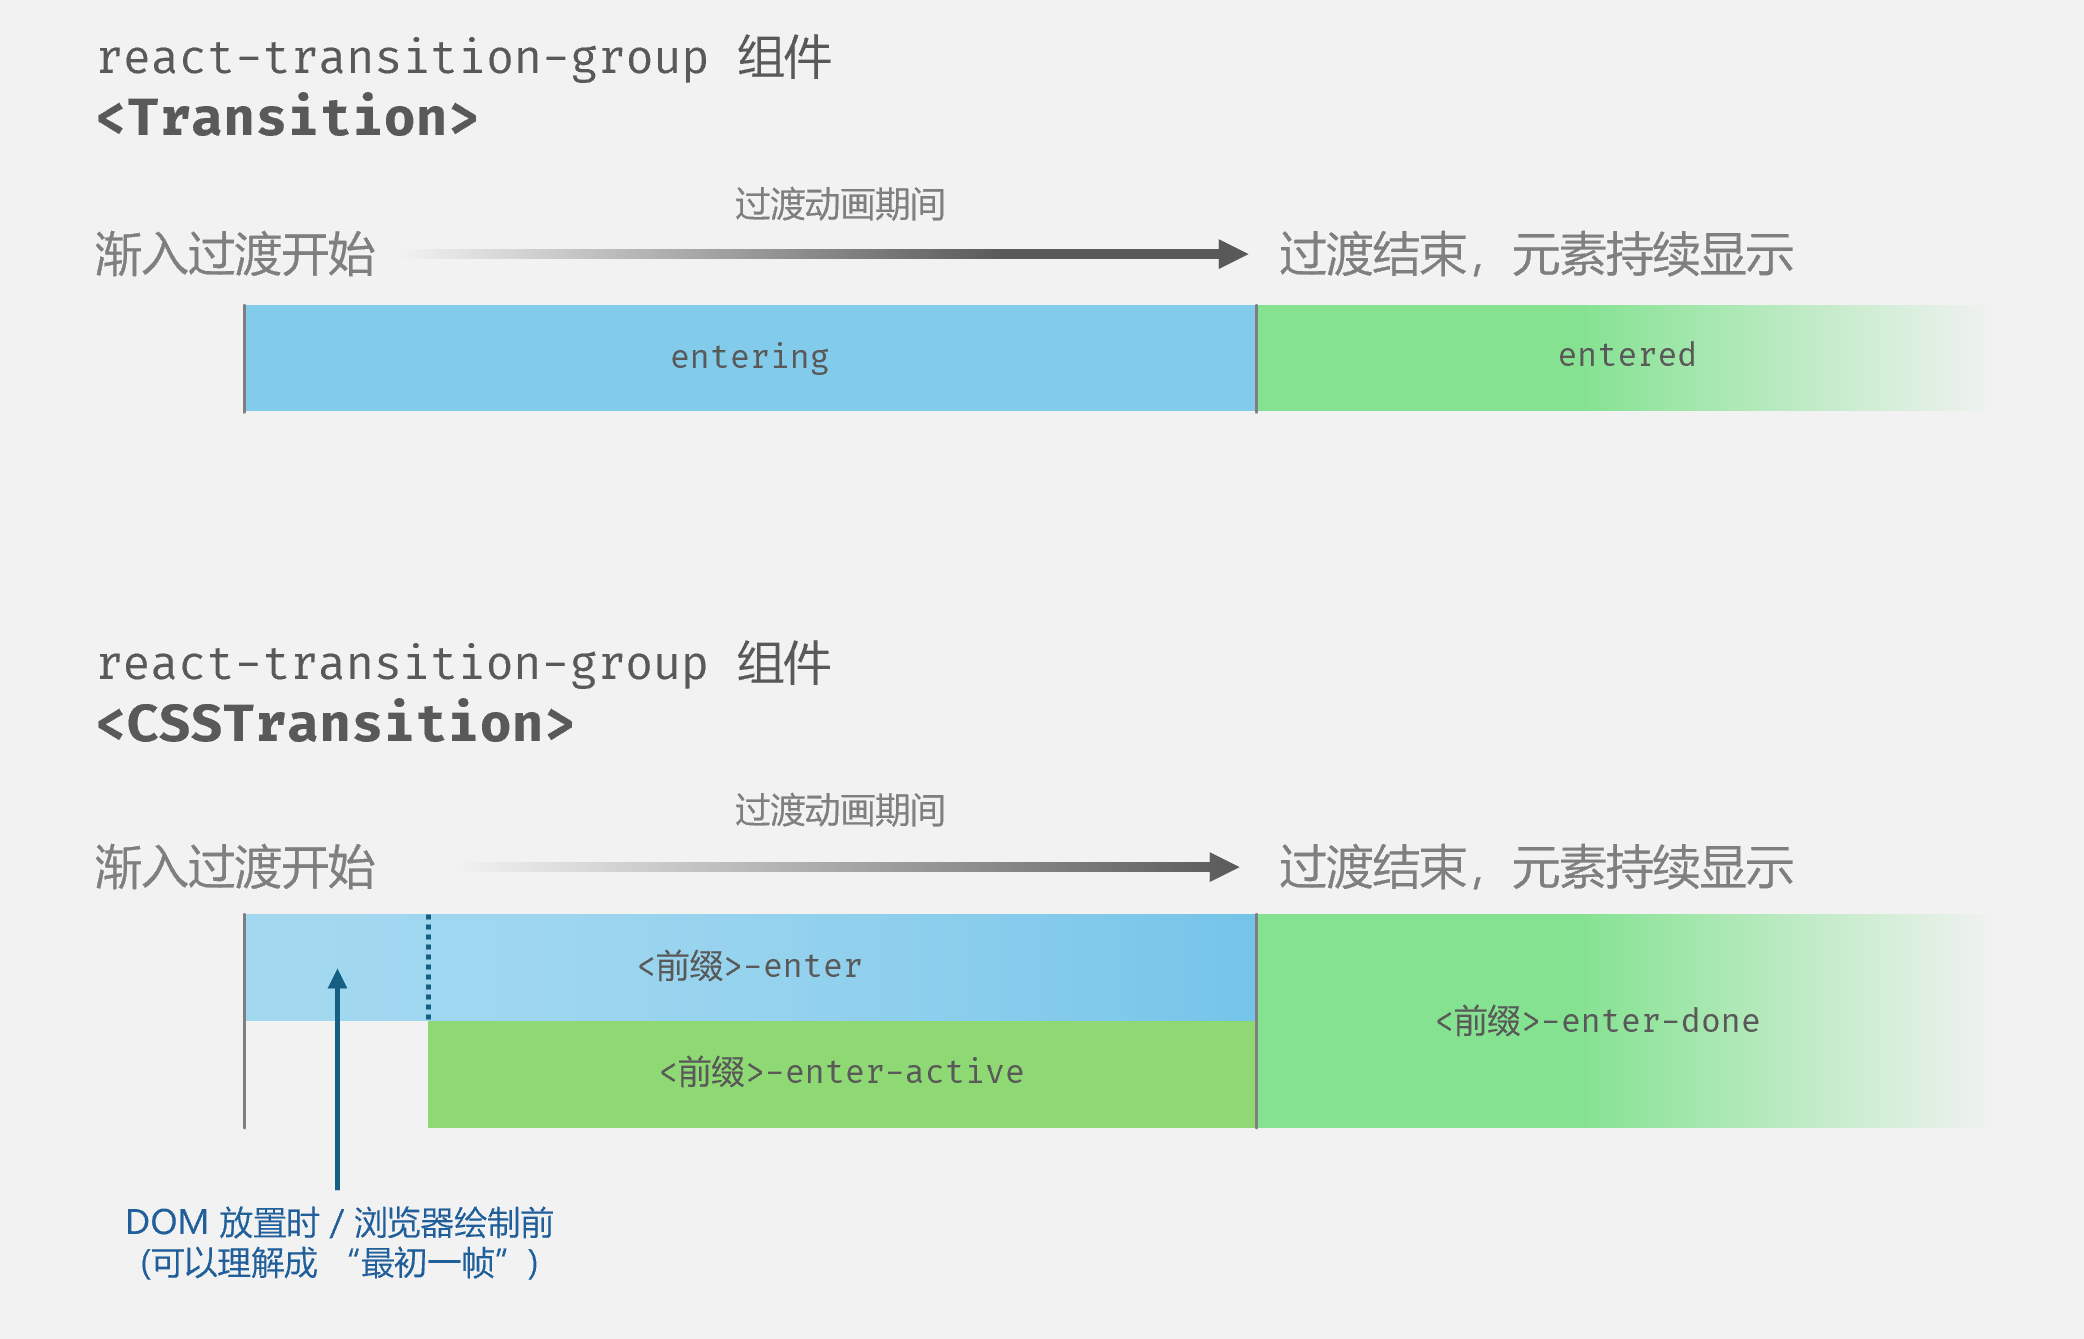 react-transition-group 组件
<Transition>
过渡动画期间
渐入过渡开始
过渡结束，元素持续显示
entering
entered
react-transition-group 组件
<CSSTransition>
过渡动画期间
渐入过渡开始
过渡结束，元素持续显示
<前缀>-enter
<前缀>-enter-done
<前缀>-enter-active
DOM 放置时 / 浏览器绘制前
(可以理解成 “最初一帧”)